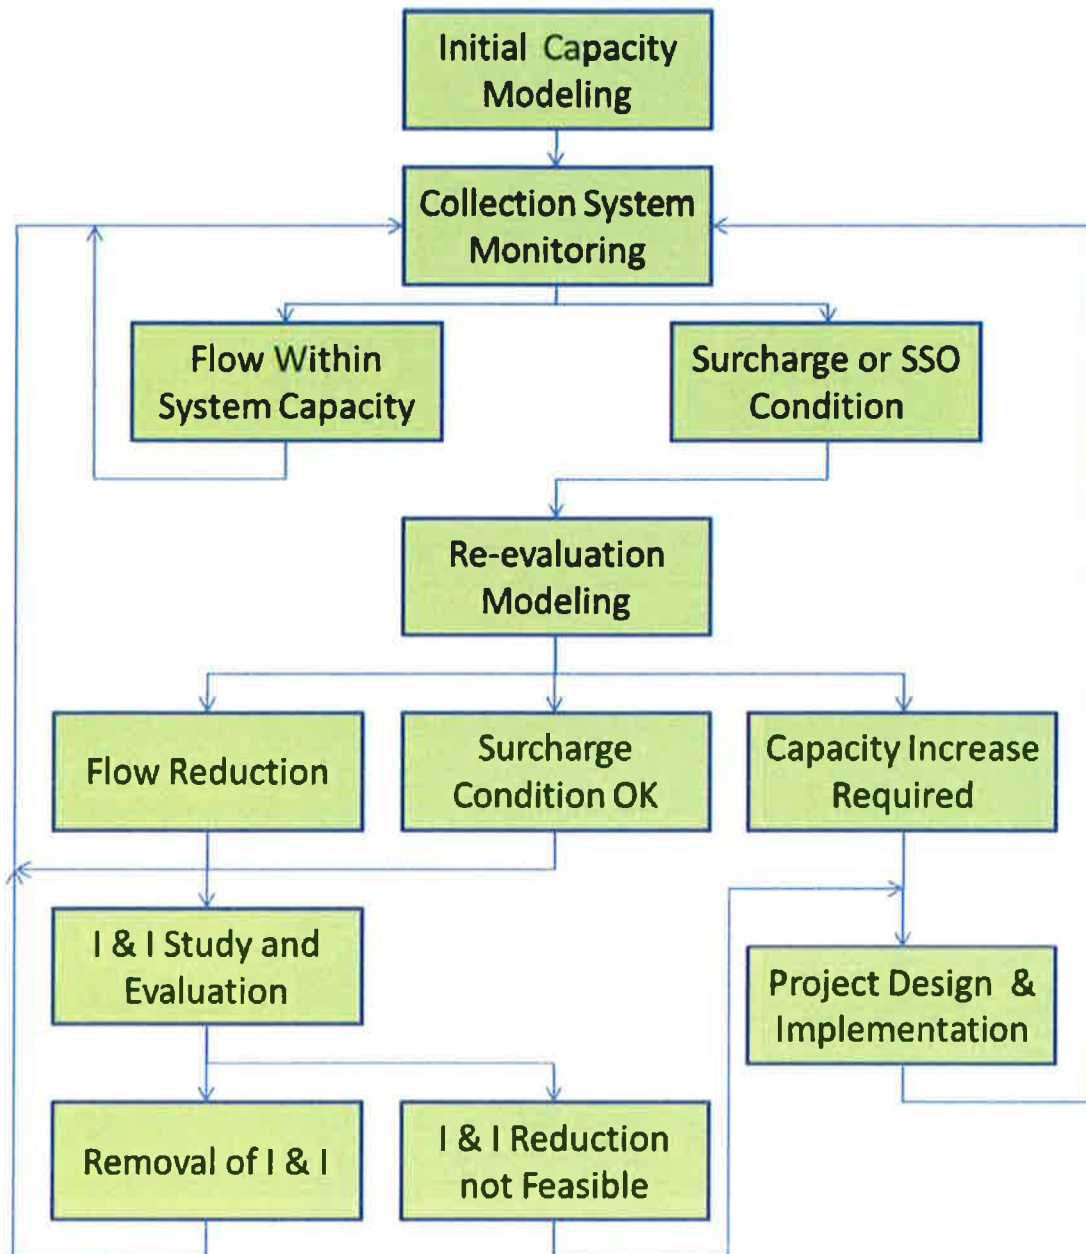 Initial Capacity
Modeling
Collection System
Monitoring
Flow Within
System Capacity
Surcharge or SSO
Condition
Re-evaluation
Modeling
Flow Reduction
Surcharge
Condition OK
Capacity Increase
Required
I & I Study and
Evaluation
Project Design &
Implementation
Removal of I & I
I & I Reduction
not Feasible